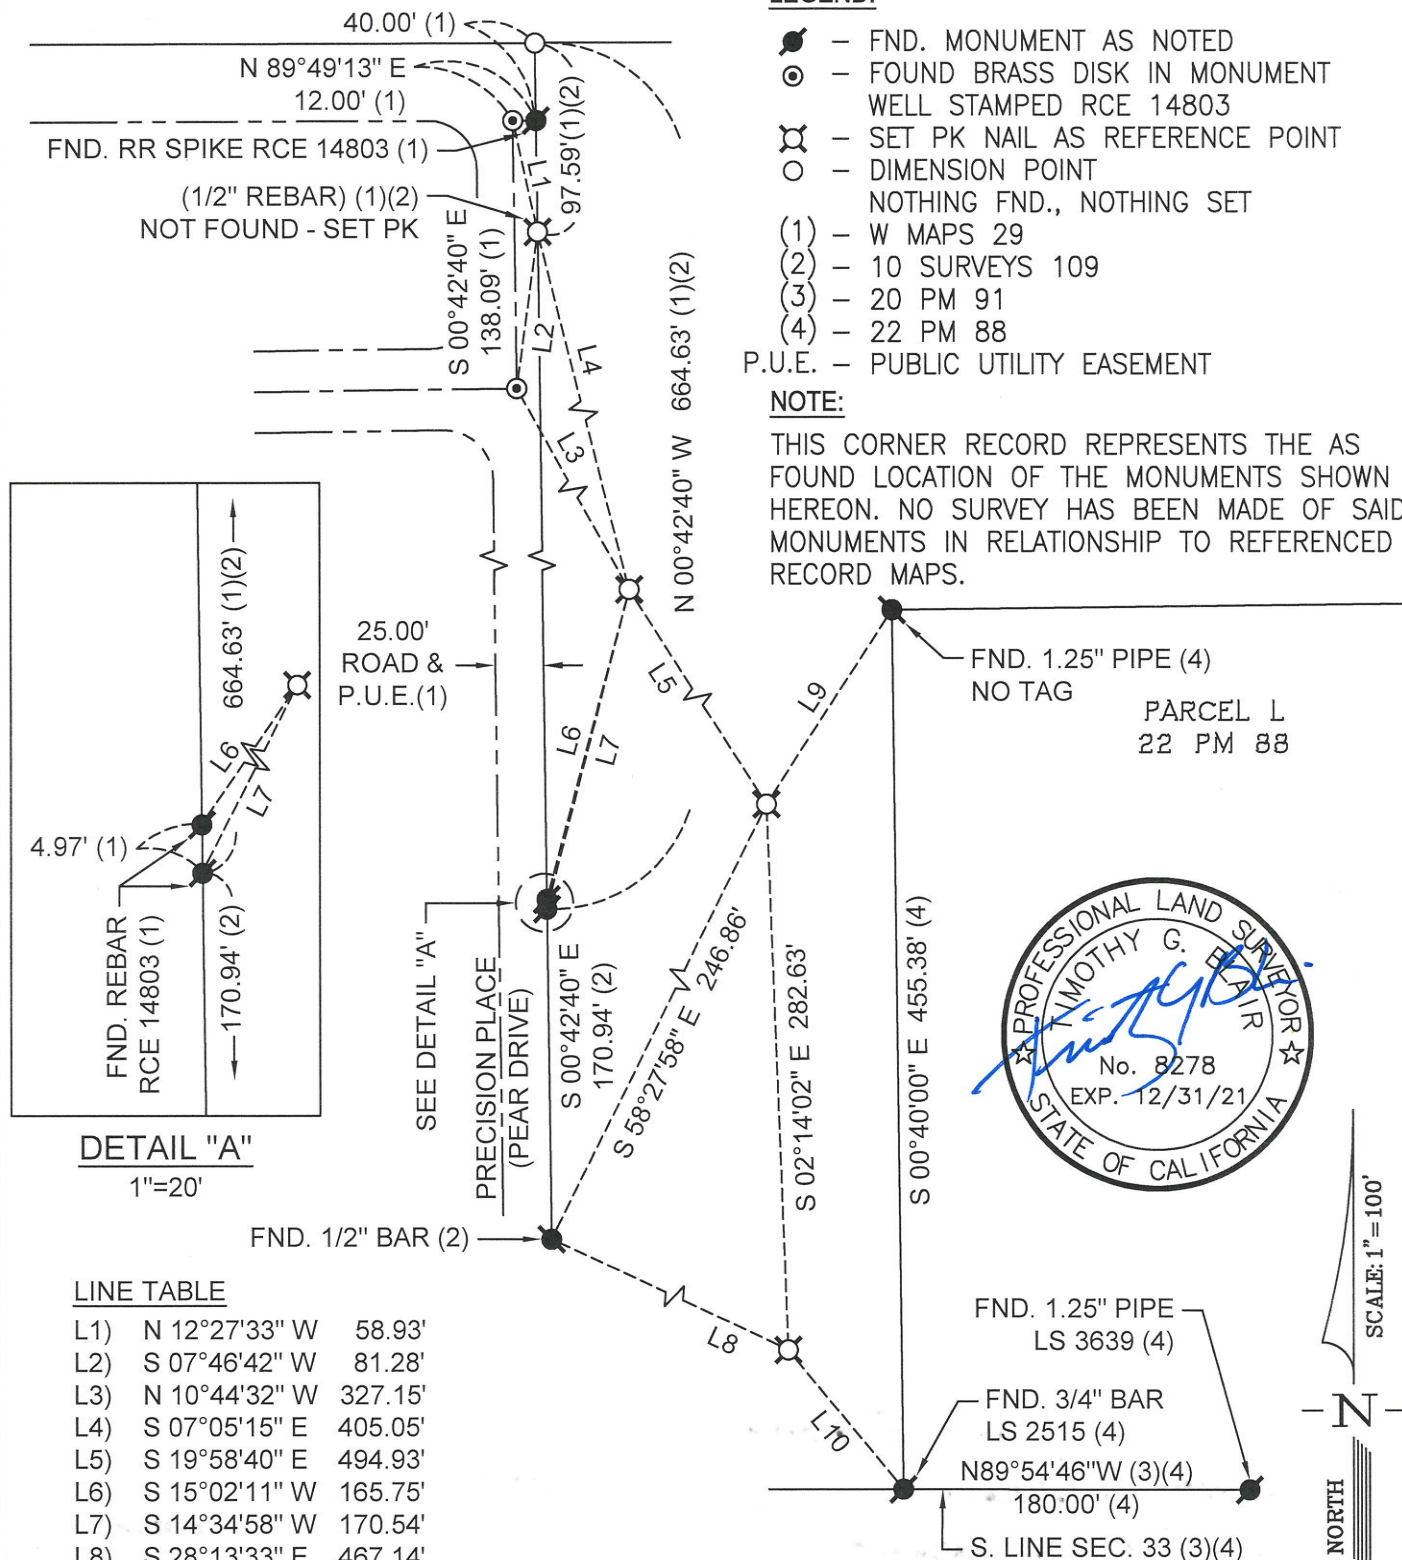 LEGEND:
– FND. MONUMENT AS NOTED
– FOUND BRASS DISK IN MONUMENT
WELL STAMPED RCE 14803
– SET PK NAIL AS REFERENCE POINT
– DIMENSION POINT
NOTHING FND., NOTHING SET
(1) – W MAPS 29
(2) – 10 SURVEYS 109
(3) – 20 PM 91
(4) – 22 PM 88
P.U.E. – PUBLIC UTILITY EASEMENT
NOTE:
THIS CORNER RECORD REPRESENTS THE AS
FOUND LOCATION OF THE MONUMENTS SHOWN
HEREON. NO SURVEY HAS BEEN MADE OF SAID
MONUMENTS IN RELATIONSHIP TO REFERENCED
RECORD MAPS.
40.00' (1)
N 89°49'13" E
12.00' (1)
FND. RR SPIKE RCE 14803 (1)
(1/2" REBAR) (1)(2)
NOT FOUND - SET PK
L1
97.59'(1)(2)
S 00°42'40" E
138.09' (1)
L2
L4
L3
N 00°42'40" W 664.63' (1)(2)
25.00'
ROAD &
P.U.E.(1)
L5
L6
L7
L9
FND. 1.25" PIPE (4)
NO TAG
PARCEL L
22 PM 88
664.63' (1)(2)
L6
L7
4.97' (1)
FND. REBAR
RCE 14803 (1)
170.94' (2)
DETAIL "A"
1"=20'
SEE DETAIL "A"
PRECISION PLACE
(PEAR DRIVE)
S 00°42'40" E
170.94' (2)
S 58°27'58" E 246.86'
S 02°14'02" E 282.63'
S 00°40'00" E 455.38' (4)
PROFESSIONAL LAND SURVEYOR
TIMOTHY G. BLAIR
No. 8278
EXP. 12/31/21
STATE OF CALIFORNIA
FND. 1/2" BAR (2)
L8
L10
FND. 1.25" PIPE
LS 3639 (4)
FND. 3/4" BAR
LS 2515 (4)
N89°54'46"W (3)(4)
180.00' (4)
S. LINE SEC. 33 (3)(4)
SCALE: 1"=100'
N
NORTH
LINE TABLE
L1) N 12°27'33" W 58.93'
L2) S 07°46'42" W 81.28'
L3) N 10°44'32" W 327.15'
L4) S 07°05'15" E 405.05'
L5) S 19°58'40" E 494.93'
L6) S 15°02'11" W 165.75'
L7) S 14°34'58" W 170.54'
L8) S 28°13'33" E 467.14'